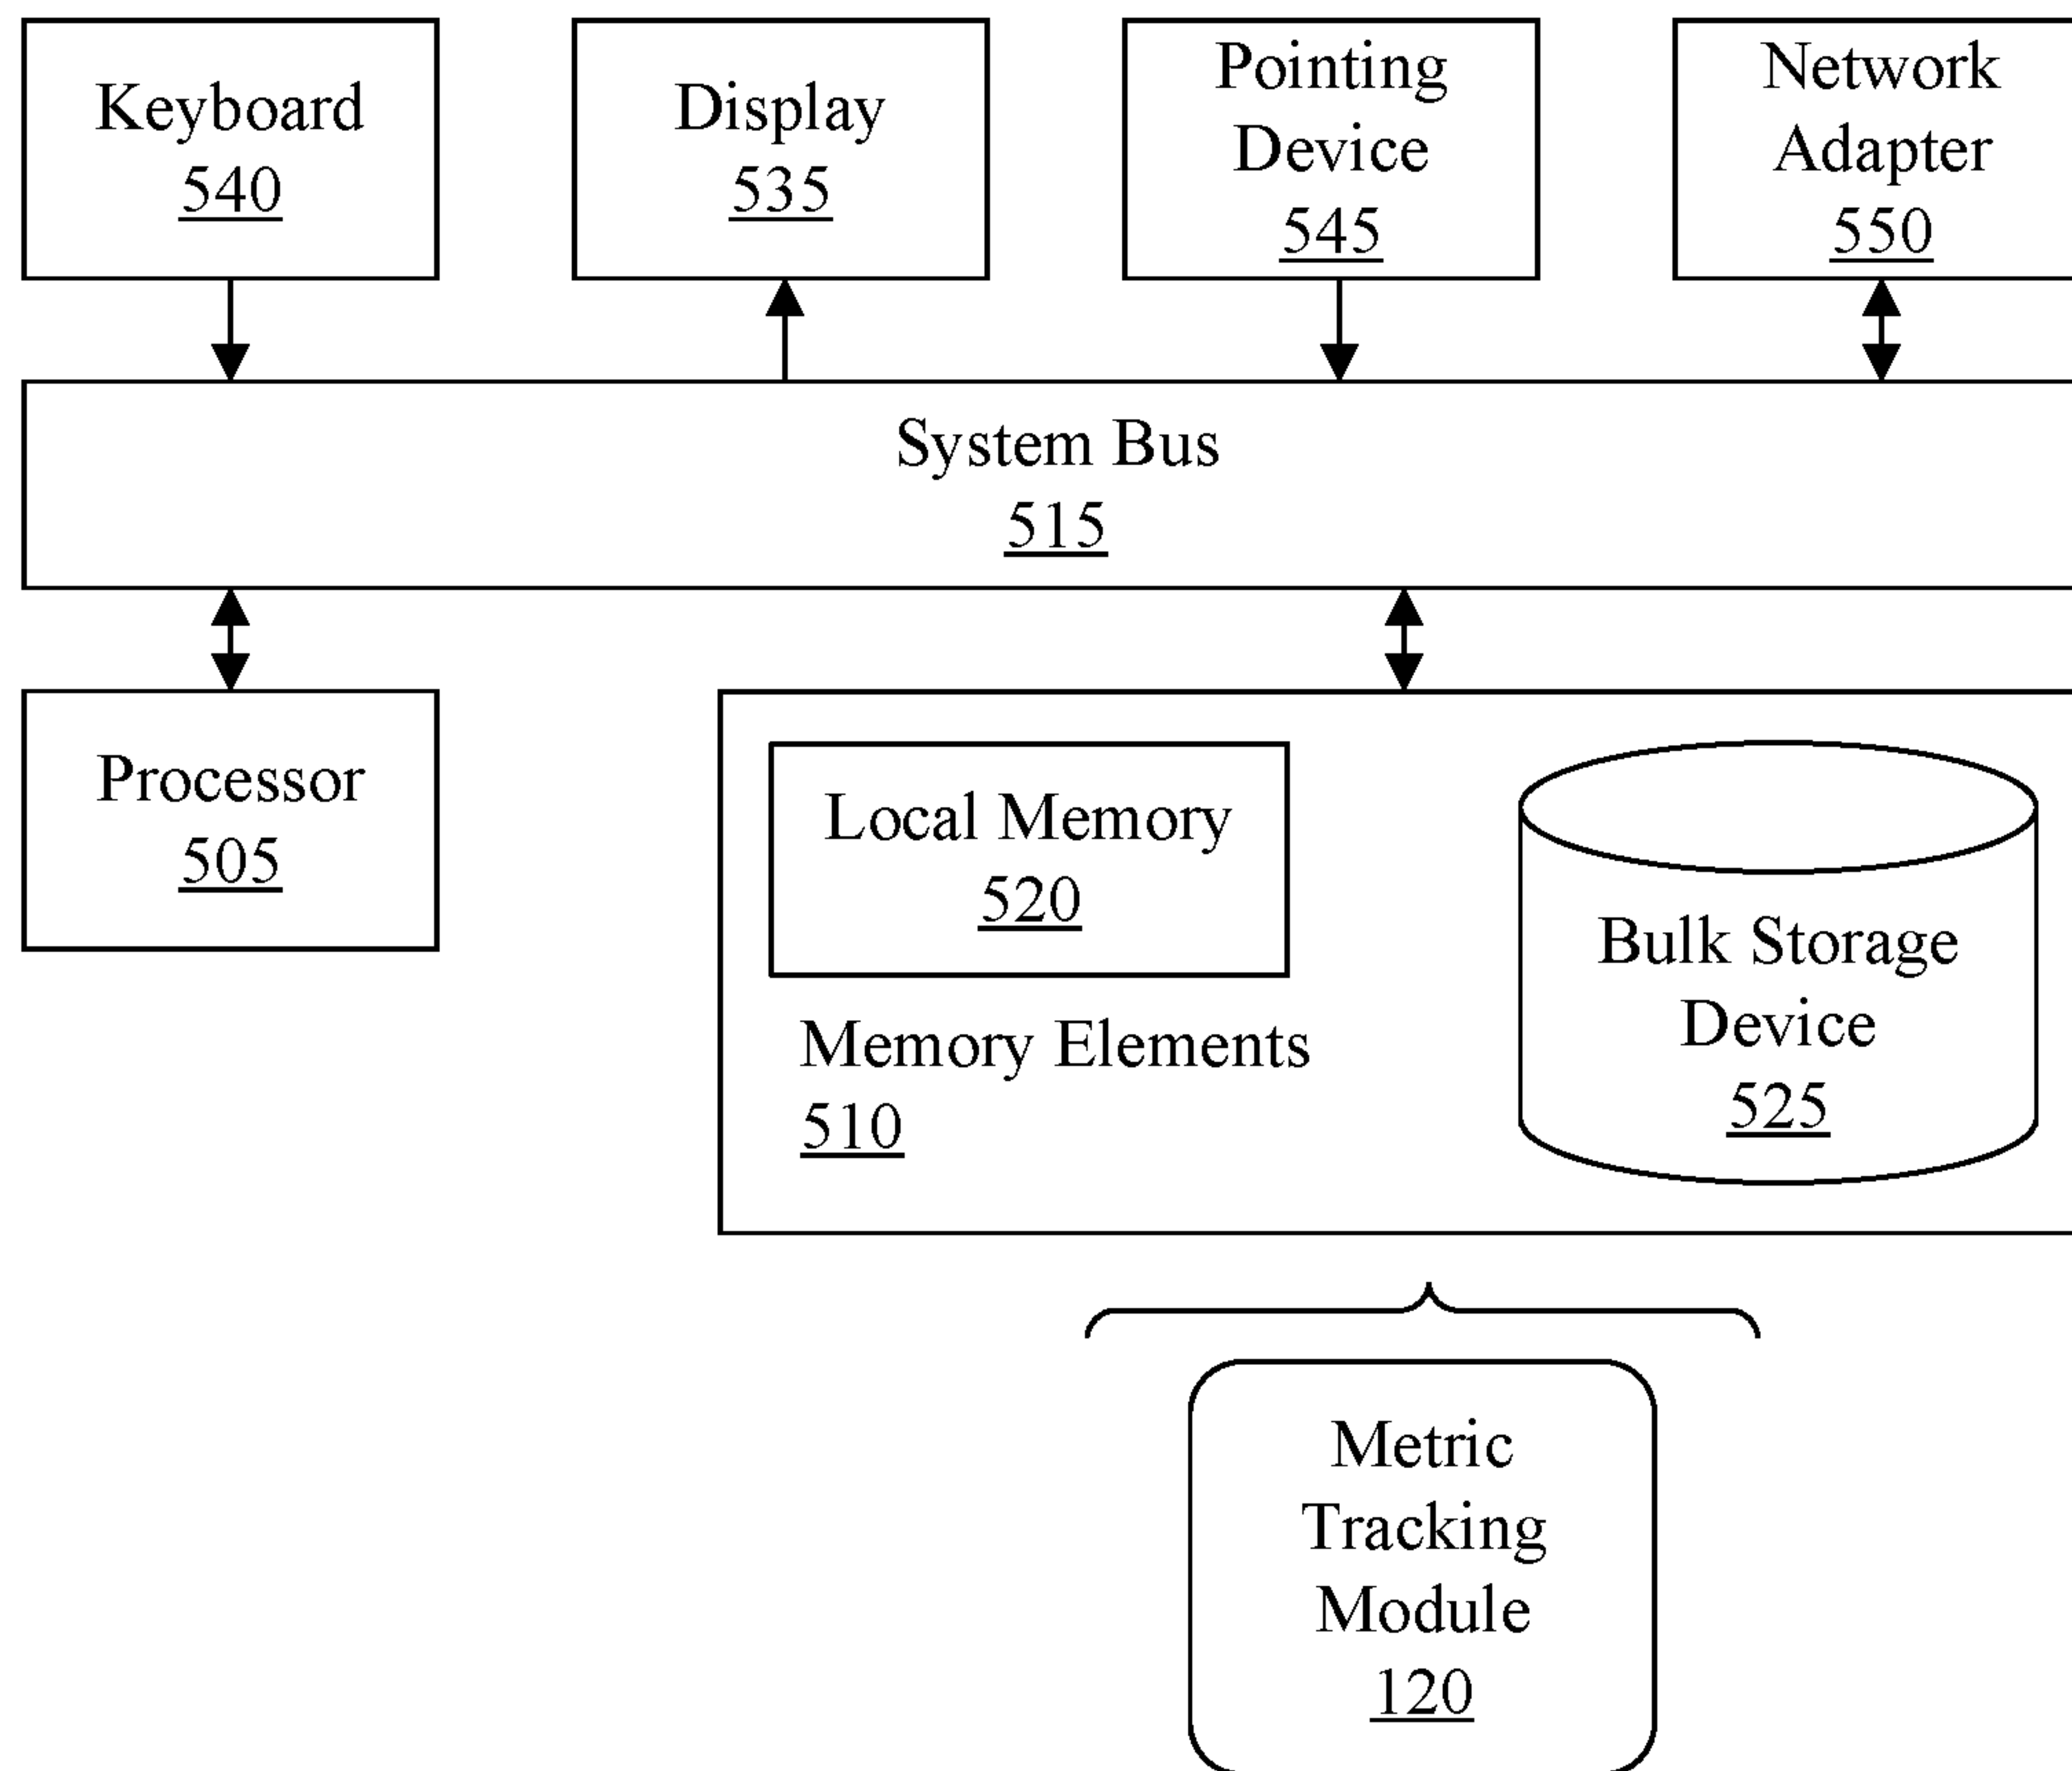 Keyboard
540
Display
535
Pointing
Device
545
Network
Adapter
550
System Bus
515
Processor
505
Local Memory
520
Memory Elements
510
Bulk Storage
Device
525
Metric
Tracking
Module
120